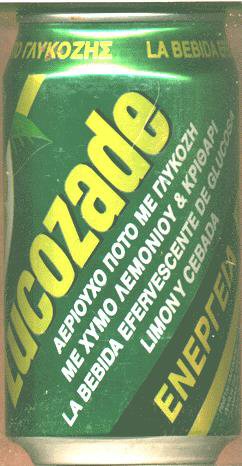 ΤΟ ΓΛΥΚΟΖΗΣ
LA BEBIDA
Lucozade
ΑΕΡΙΟΥΧΟ ΠΟΤΟ ΜΕ ΓΛΥΚΟΖΗ
ΜΕ ΧΥΜΟ ΛΕΜΟΝΙΟΥ & ΚΡΙΘΑΡΙ
LA BEBIDA EFERVESCENTE DE GLUCOSA
LIMON Y CEBADA
ΕΝΕΡΓΕΙΑ